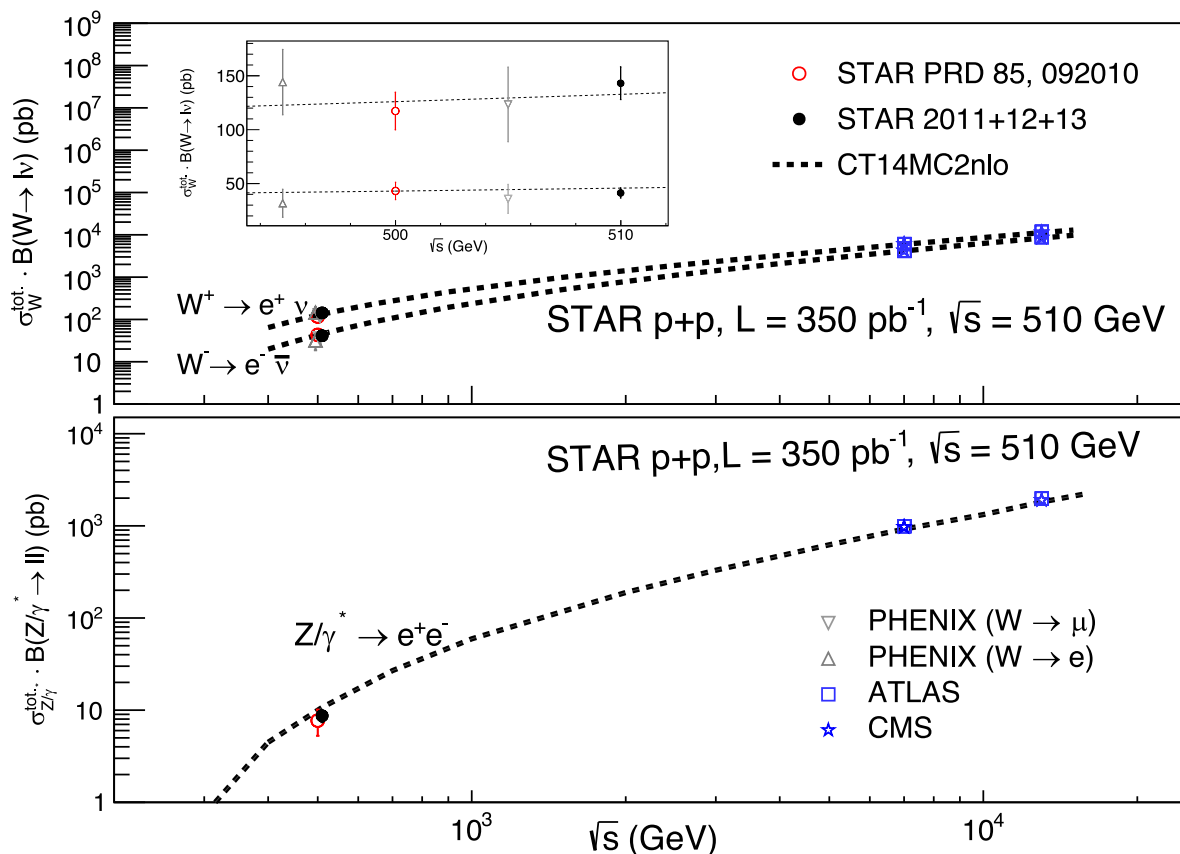 10⁹
10⁸
10⁷
10⁶
10⁵
10⁴
10³
10²
10
1
σ_W^tot. · B(W→ lν) (pb)
150
100
50
σ_W^tot. · B(W→ lν) (pb)
500
510
√s (GeV)
STAR PRD 85, 092010
STAR 2011+12+13
CT14MC2nlo
W⁺ → e⁺ ν
W⁻ → e⁻ ν̄
STAR p+p, L = 350 pb⁻¹, √s = 510 GeV
10⁴
10³
10²
10
1
σ_Z/γ^tot.· · B(Z/γ* → ll) (pb)
STAR p+p,L = 350 pb⁻¹, √s = 510 GeV
Z/γ* → e⁺e⁻
PHENIX (W → μ)
PHENIX (W → e)
ATLAS
CMS
10³
10⁴
√s (GeV)